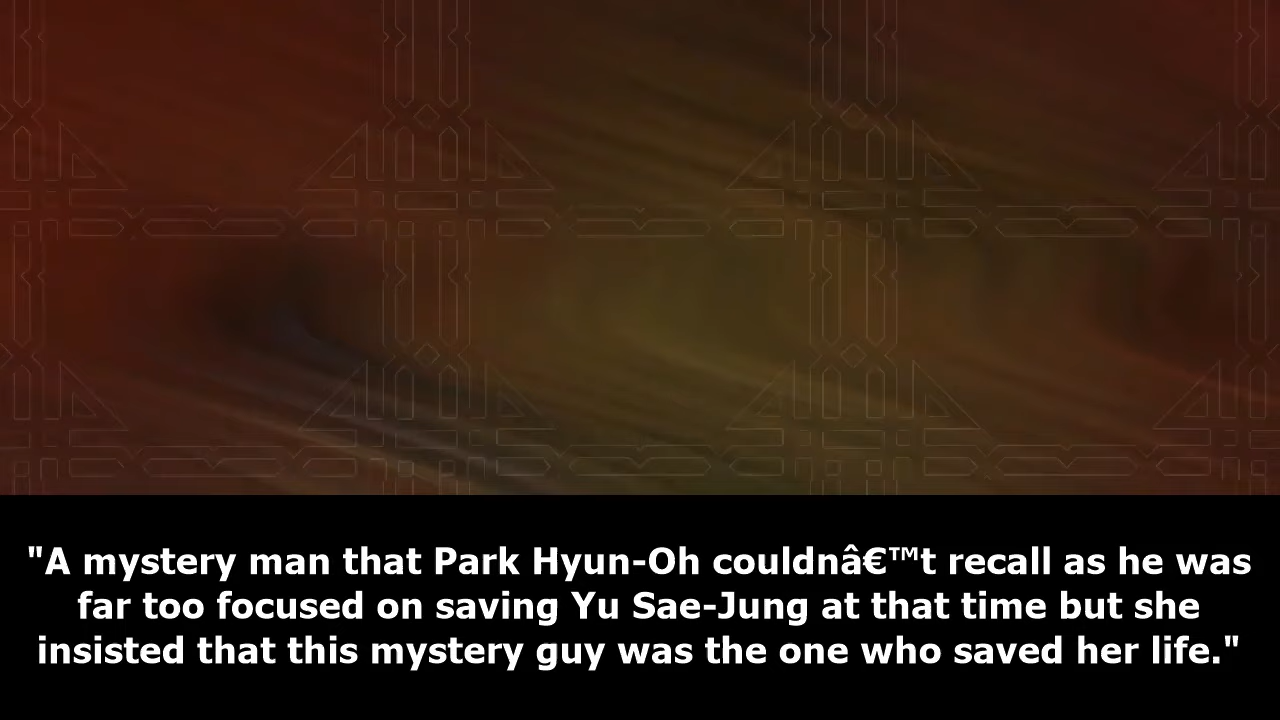 "A mystery man that Park Hyun-Oh couldnâ€™t recall as he was
far too focused on saving Yu Sae-Jung at that time but she
insisted that this mystery guy was the one who saved her life."